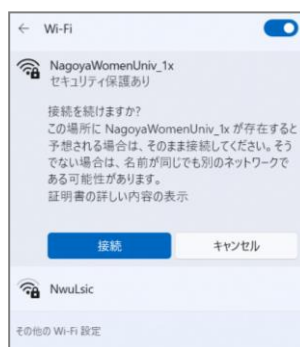 ← Wi-Fi
NagoyaWomenUniv_1x
セキュリティ保護あり
接続を続けますか?
この場所に NagoyaWomenUniv_1x が存在すると
予想される場合は、そのまま接続してください。そう
でない場合は、名前が同じでも別のネットワークで
ある可能性があります。
証明書の詳しい内容の表示
接続 キャンセル
NwuLsic
その他の Wi-Fi 設定